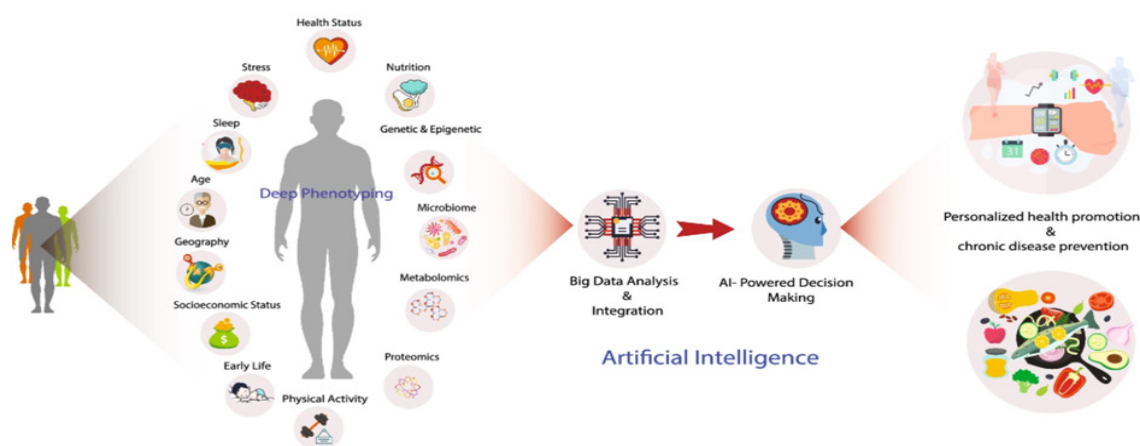 Health Status
Stress
Nutrition
Sleep
Genetic & Epigenetic
Age
Deep Phenotyping
Microbiome
Geography
Metabolomics
Socioeconomic Status
Proteomics
Early Life
Physical Activity
Big Data Analysis
&
Integration
AI- Powered Decision
Making
Artificial Intelligence
31
Personalized health promotion
&
chronic disease prevention
$